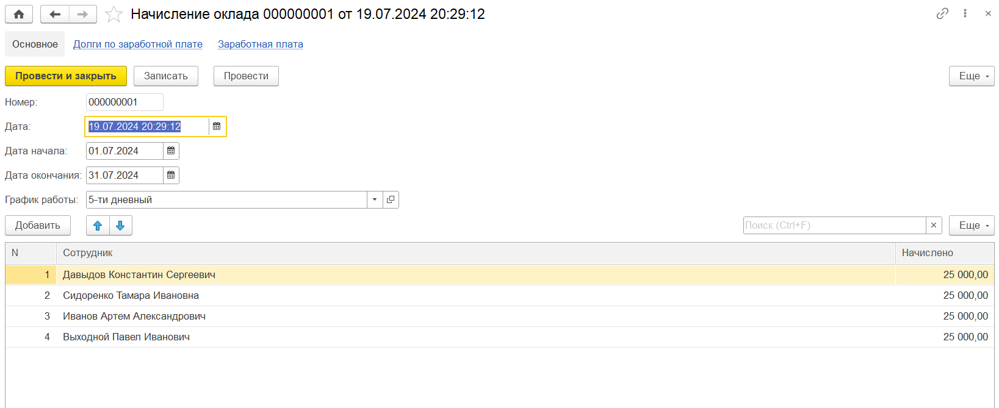 Начисление оклада 000000001 от 19.07.2024 20:29:12
Основное Долги по заработной плате Заработная плата
Провести и закрыть Записать Провести Еще
Номер: 000000001
Дата: 19.07.2024 20:29:12
Дата начала: 01.07.2024
Дата окончания: 31.07.2024
График работы: 5-ти дневный
Добавить Поиск (Ctrl+F) × Еще
N Сотрудник Начислено
1 Давыдов Константин Сергеевич 25 000,00
2 Сидоренко Тамара Ивановна 25 000,00
3 Иванов Артем Александрович 25 000,00
4 Выходной Павел Иванович 25 000,00